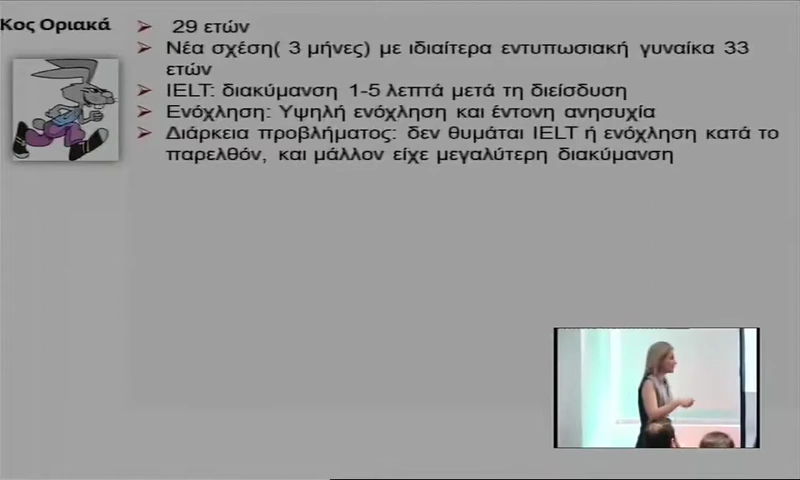 Κος Οριακά
29 ετών
Νέα σχέση( 3 μήνες) με ιδιαίτερα εντυπωσιακή γυναίκα 33
ετών
IELT: διακύμανση 1-5 λεπτά μετά τη διείσδυση
Ενόχληση: Υψηλή ενόχληση και έντονη ανησυχία
Διάρκεια προβλήματος: δεν θυμάται IELT ή ενόχληση κατά το
παρελθόν, και μάλλον είχε μεγαλύτερη διακύμανση